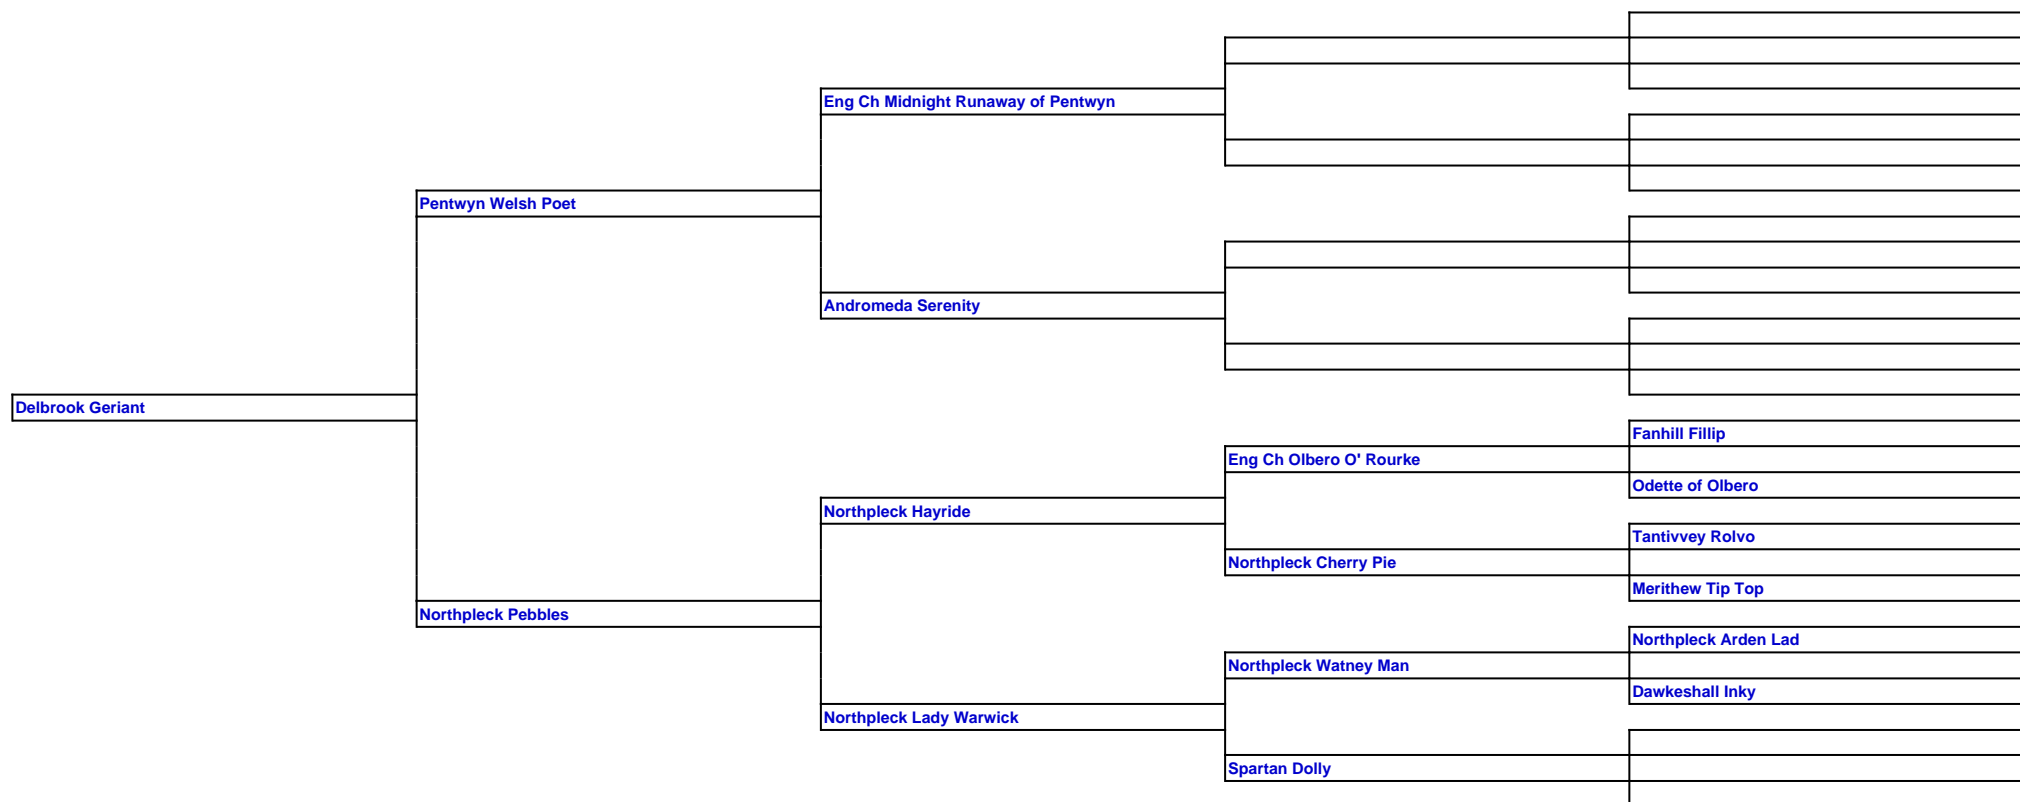 Eng Ch Midnight Runaway of Pentwyn
Pentwyn Welsh Poet
Andromeda Serenity
Delbrook Geriant
Fanhill Fillip
Eng Ch Olbero O' Rourke
Odette of Olbero
Northpleck Hayride
Tantivvey Rolvo
Northpleck Cherry Pie
Merithew Tip Top
Northpleck Pebbles
Northpleck Arden Lad
Northpleck Watney Man
Dawkeshall Inky
Northpleck Lady Warwick
Spartan Dolly